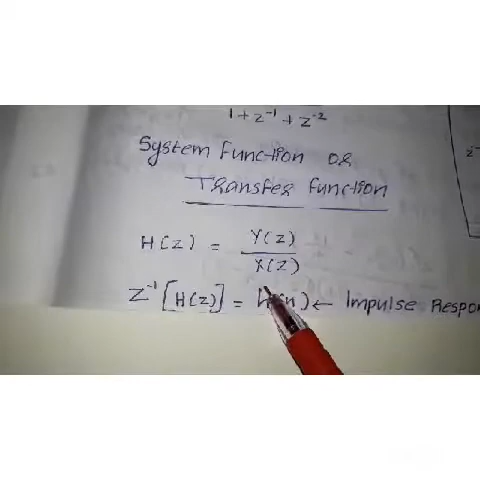 1+z⁻¹+z⁻²
System function or
Transfer function
H(z) = Y(z)
X(z)
Z⁻¹[H(z)] = h(n) ← Impulse